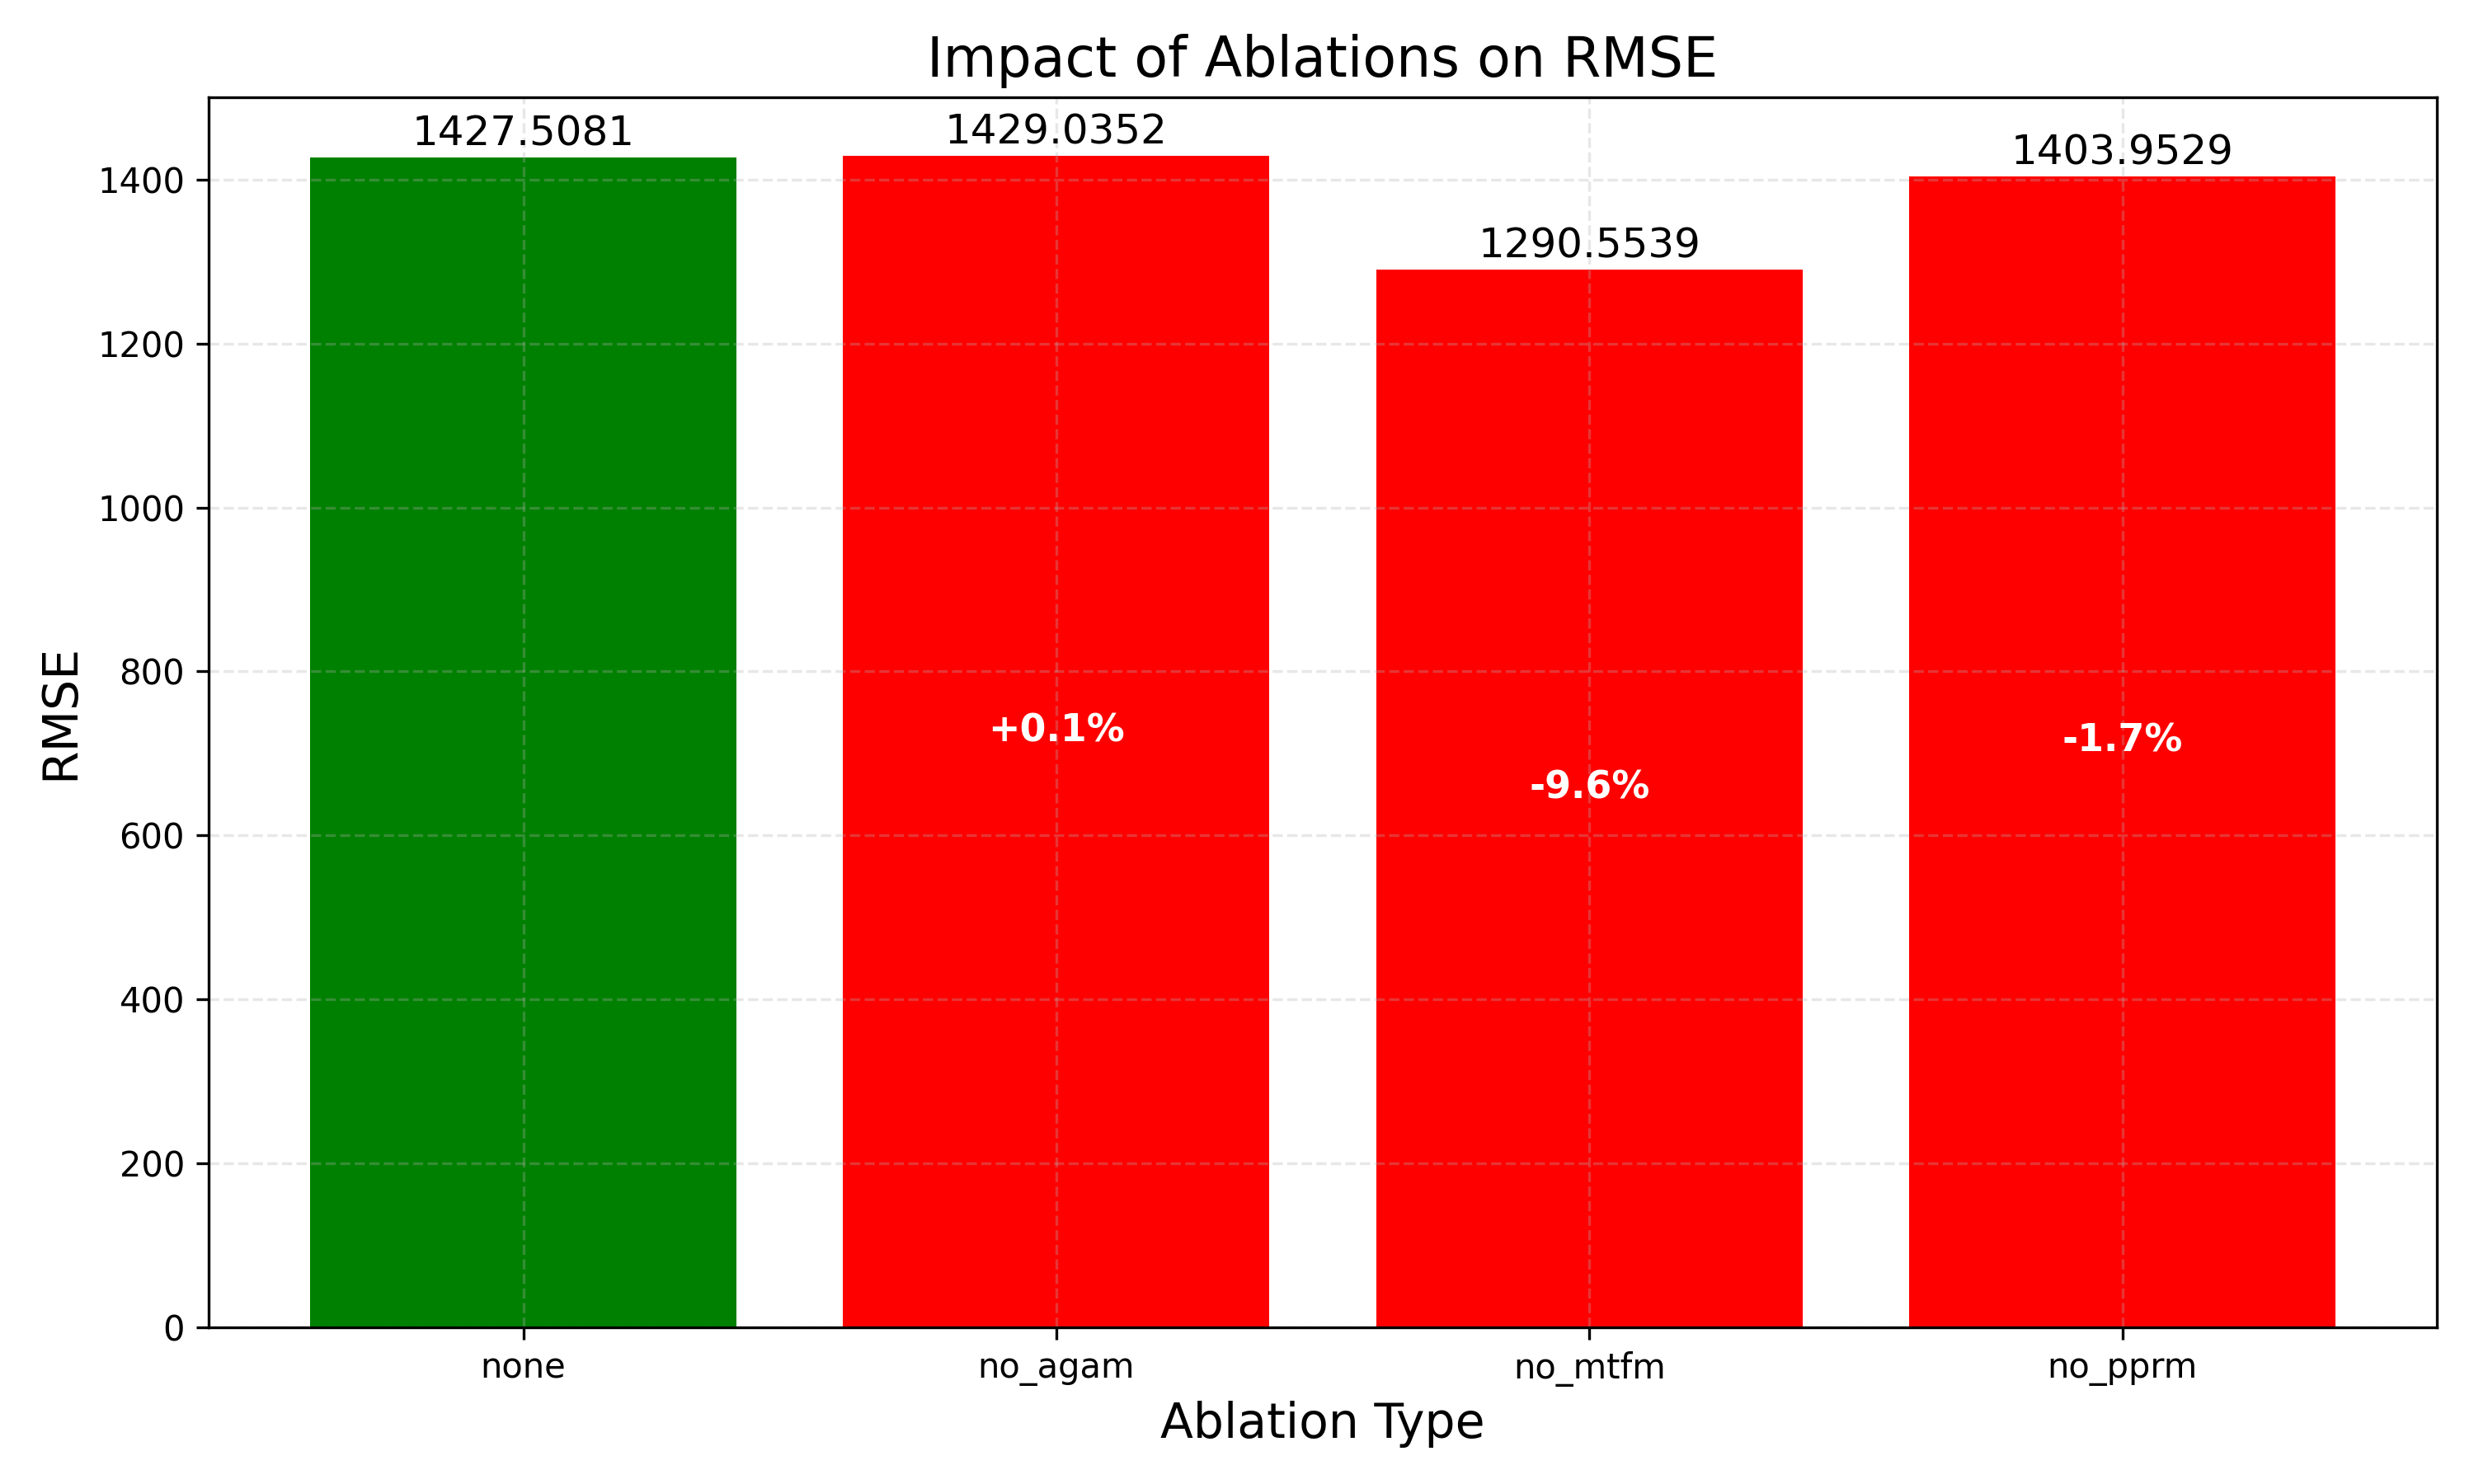 Impact of Ablations on RMSE
1427.5081
1429.0352
1290.5539
1403.9529
+0.1%
-9.6%
-1.7%
RMSE
1400
1200
1000
800
600
400
200
0
none
no_agam
no_mtfm
no_pprm
Ablation Type